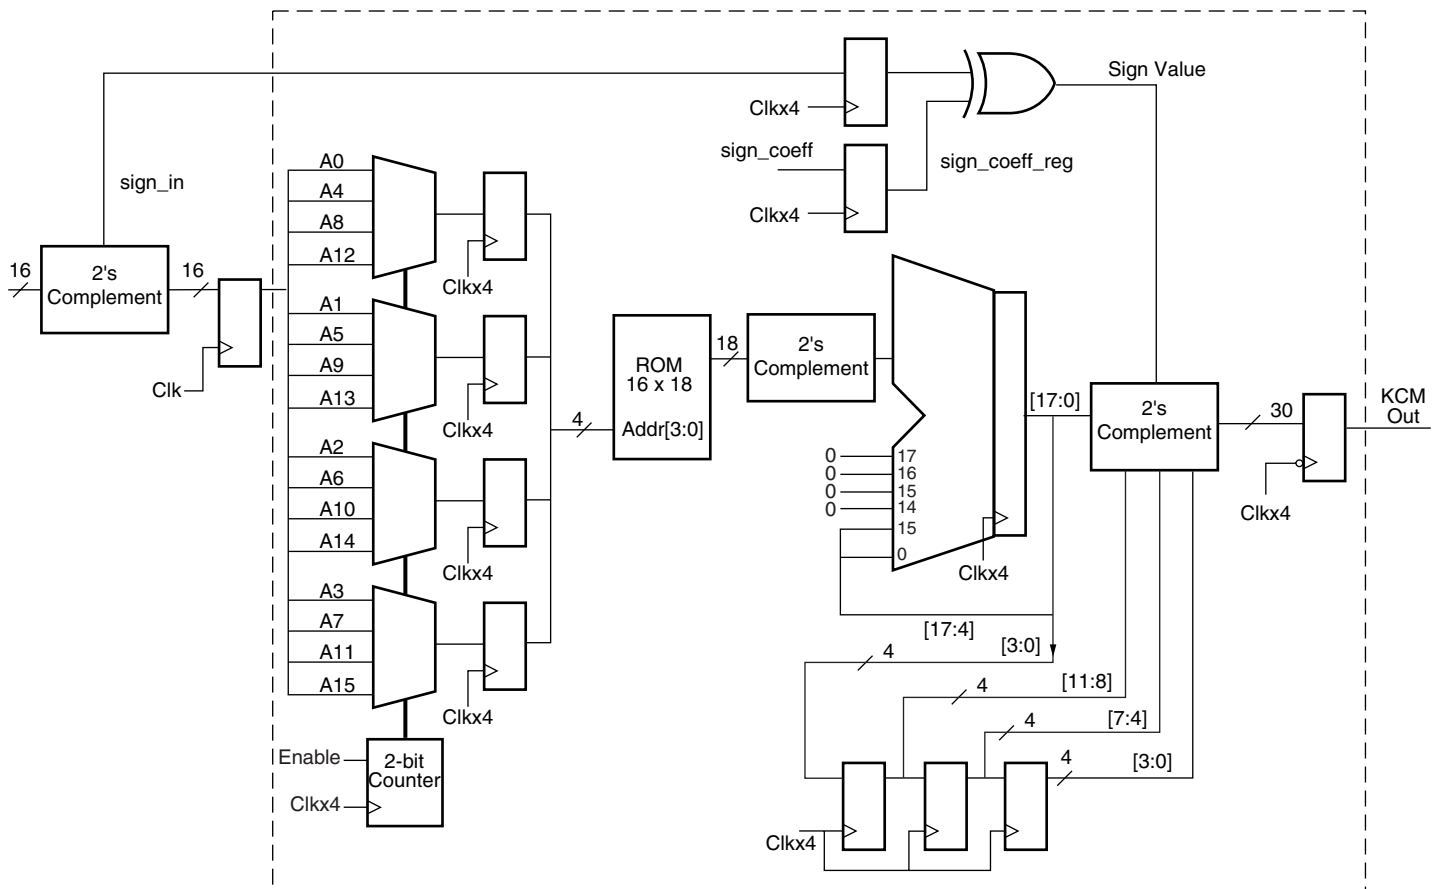 Sign Value
Clkx4
sign_coeff
sign_coeff_reg
Clkx4
sign_in
16
2's
Complement
16
Clk
A0
A4
A8
A12
Clkx4
A1
A5
A9
A13
Clkx4
A2
A6
A10
A14
Clkx4
A3
A7
A11
A15
Clkx4
Enable
2-bit
Counter
Clkx4
4
ROM
16 x 18
Addr[3:0]
18
2's
Complement
0 17
0 16
0 15
0 14
15
0
Clkx4
[17:0]
2's
Complement
30
KCM
Out
Clkx4
[17:4]
[3:0]
4
4
[11:8]
4
[7:4]
4
[3:0]
Clkx4